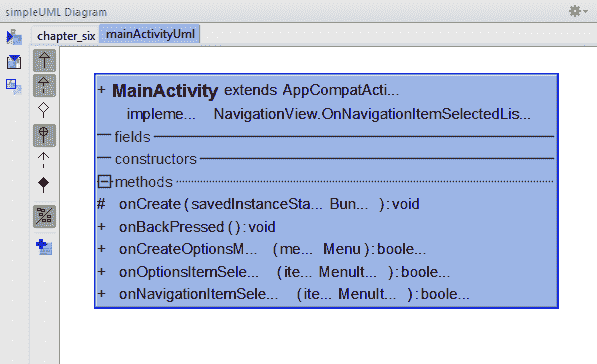 simpleUML Diagram
chapter_six mainActivityUml
+ MainActivity extends AppCompatActi...
impleme... NavigationView.OnNavigationItemSelectedLis...
fields
constructors
methods
# onCreate (savedInstanceSta... Bun... ) : void
+ onBackPressed () : void
+ onCreateOptionsM... (me... Menu ) : boole...
+ onOptionsItemSele... (ite... MenuIt... ) : boole...
+ onNavigationItemSele... (ite... MenuIt... ) : boole...